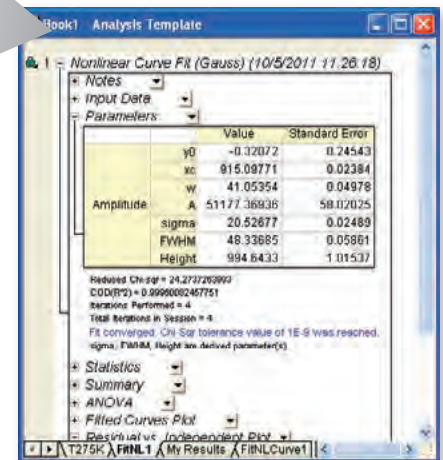 Book1 Analysis Template
1 Nonlinear Curve Fit (Gauss) (10/5/2011 11:26:18)
Notes
Input Data
Parameters
Value Standard Error
y0 -0.32072 0.24543
xc 915.09771 0.02384
w 41.05354 0.04978
Amplitude A 51177.36936 58.02025
sigma 20.52677 0.02489
FWHM 48.33685 0.05861
Height 994.6433 1.01537
Reduced Chi-sqr = 24.2737263993
COD(R^2) = 0.99960082457751
Iterations Performed = 4
Total Iterations in Session = 4
Fit converged. Chi-Sqr tolerance value of 1E-9 was reached.
sigma, FWHM, Height are derived parameter(s).
Statistics
Summary
ANOVA
Fitted Curves Plot
Residual vs. Independent Plot
T275K FitNL1 My Results FitNLCurve1